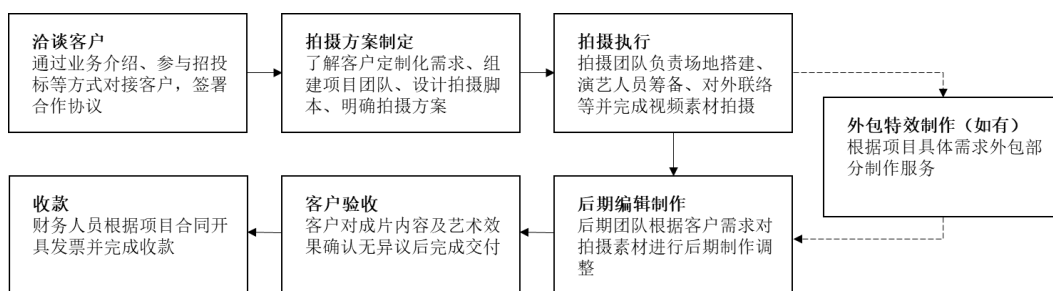 洽谈客户
通过业务介绍、参与招投
标等方式对接客户，签署
合作协议
拍摄方案制定
了解客户定制化需求、组
建项目团队、设计拍摄脚
本、明确拍摄方案
拍摄执行
拍摄团队负责场地搭建、
演艺人员筹备、对外联络
等并完成视频素材拍摄
外包特效制作（如有）
根据项目具体需求外包部
分制作服务
后期编辑制作
后期团队根据客户需求对
拍摄素材进行后期制作调
整
客户验收
客户对成片内容及艺术效
果确认无异议后完成交付
收款
财务人员根据项目合同开
具发票并完成收款